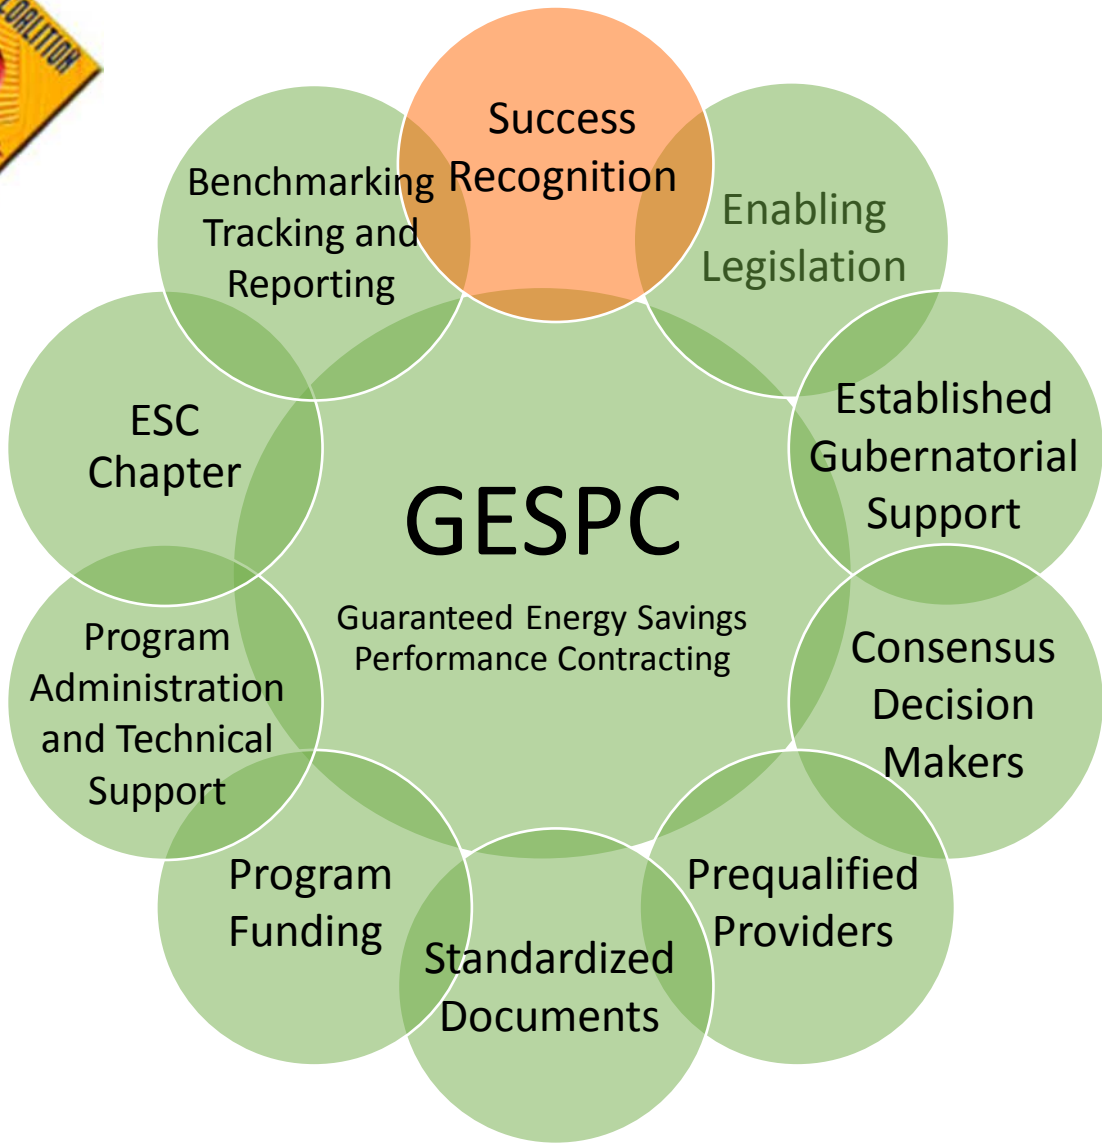 COALITION
Success
Recognition
Enabling
Legislation
Established
Gubernatorial
Support
Consensus
Decision
Makers
Prequalified
Providers
Standardized
Documents
Program
Funding
Program
Administration
and Technical
Support
ESC
Chapter
Benchmarking
Tracking and
Reporting
GESPC
Guaranteed Energy Savings
Performance Contracting